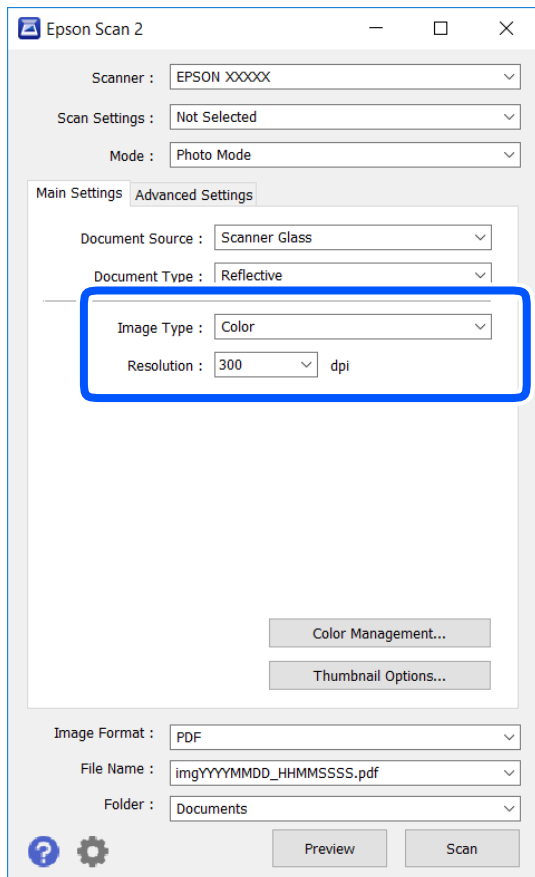 Epson Scan 2
Scanner : EPSON XXXXX
Scan Settings : Not Selected
Mode : Photo Mode
Main Settings Advanced Settings
Document Source : Scanner Glass
Document Type : Reflective
Image Type : Color
Resolution : 300 dpi
Color Management...
Thumbnail Options...
Image Format : PDF
File Name : imgYYYYMMDD_HHMMSSSS.pdf
Folder : Documents
? Preview Scan